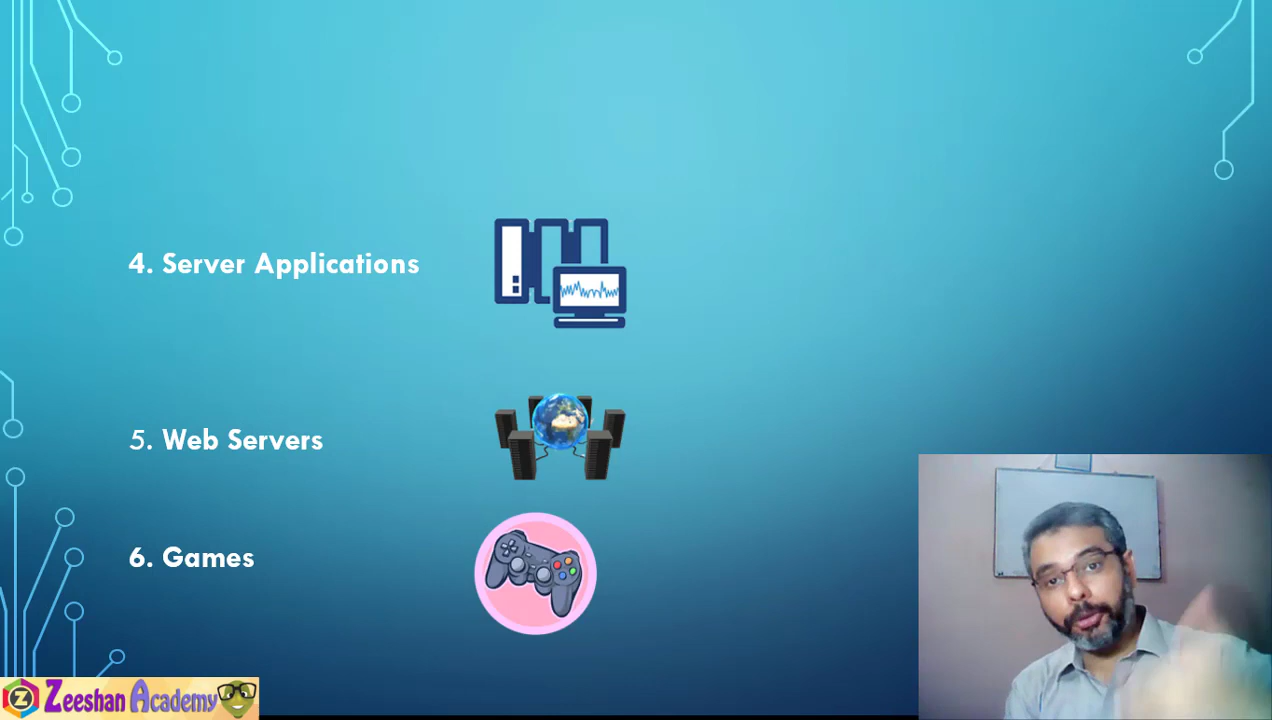 4. Server Applications
5. Web Servers
6. Games
Zeeshan Academy